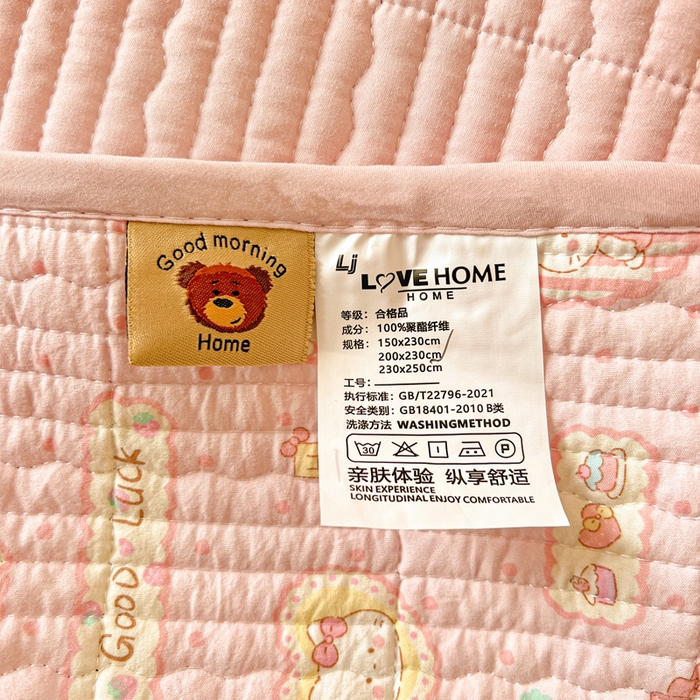 Good morning
Home
Lj
LOVE HOME
HOME
等级：合格品
成分：100%聚酯纤维
规格：150x230cm
200x230cm
230x250cm
工号：
执行标准：GB/T22796-2021
安全类别：GB18401-2010 B类
洗涤方法 WASHINGMETHOD
30 P
亲肤体验 纵享舒适
SKIN EXPERIENCE
LONGITUDINAL ENJOY COMFORTABLE
GOOD LUCK